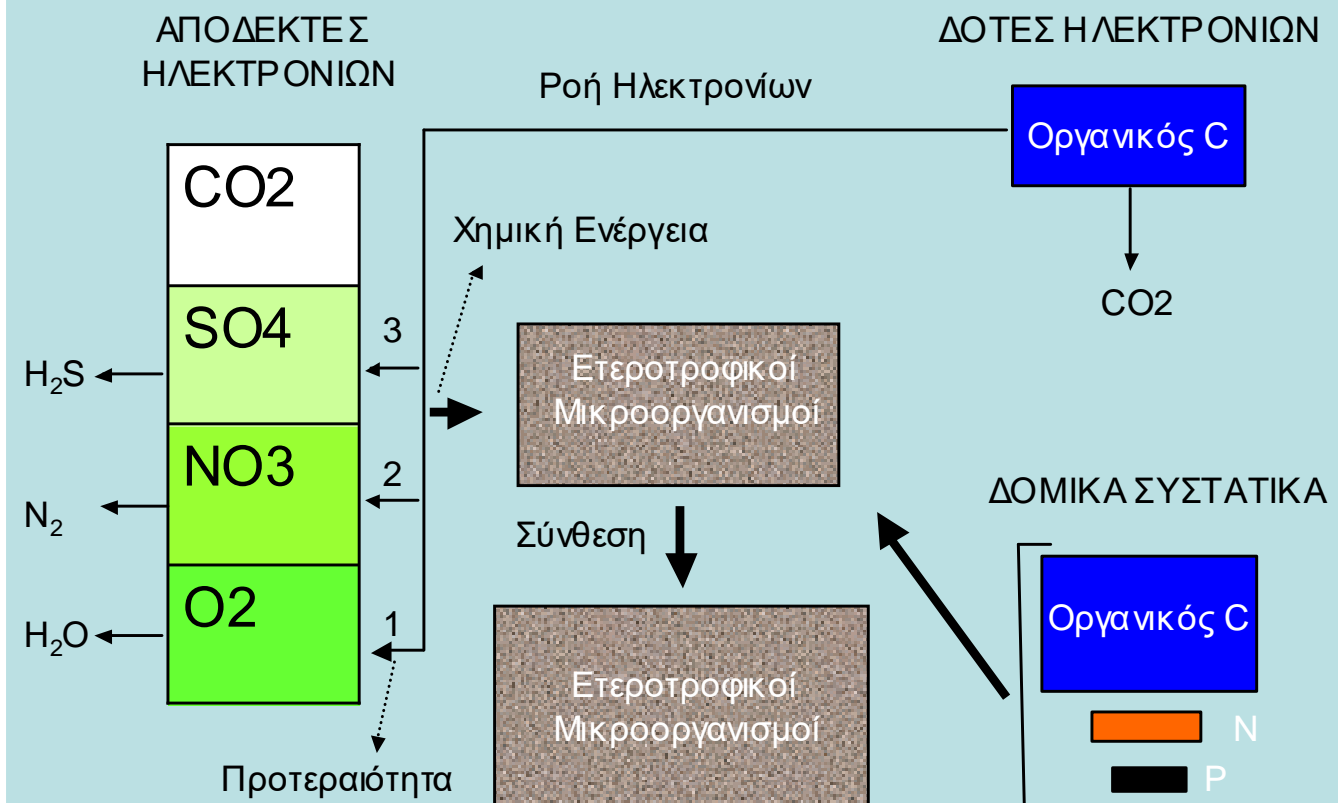 ΑΠΟΔΕΚΤΕΣ
ΗΛΕΚΤΡΟΝΙΩΝ
ΔΟΤΕΣ ΗΛΕΚΤΡΟΝΙΩΝ
Ροή Ηλεκτρονίων
Οργανικός C
CO2
Χημική Ενέργεια
CO2
SO4
3
H₂S
Ετεροτροφικοί
Μικροοργανισμοί
NO3
2
N₂
ΔΟΜΙΚΑ ΣΥΣΤΑΤΙΚΑ
Σύνθεση
O2
1
H₂O
Οργανικός C
Ετεροτροφικοί
Μικροοργανισμοί
N
P
Προτεραιότητα